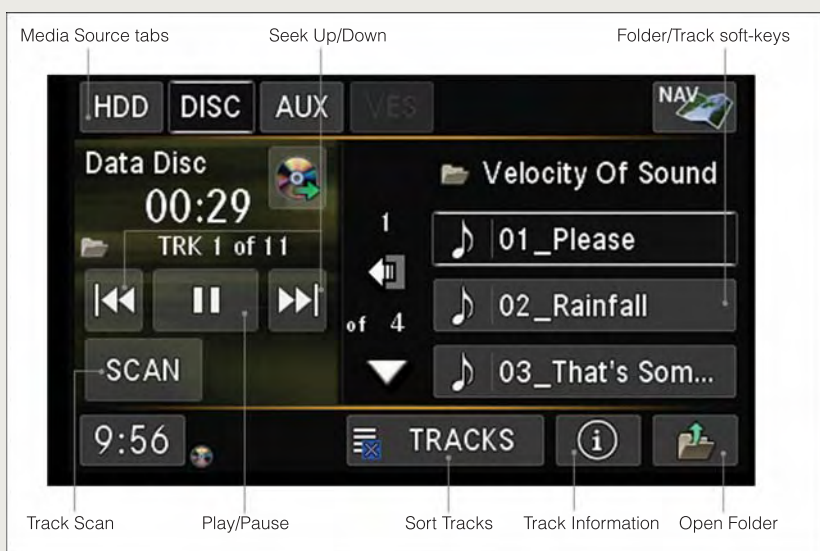 Media Source tabs
Seek Up/Down
Folder/Track soft-keys
HDD DISC AUX VES NAV
Data Disc
00:29
TRK 1 of 11
SCAN
1
of 4
Velocity Of Sound
01_Please
02_Rainfall
03_That's Som...
9:56
TRACKS
i
Track Scan
Play/Pause
Sort Tracks
Track Information
Open Folder